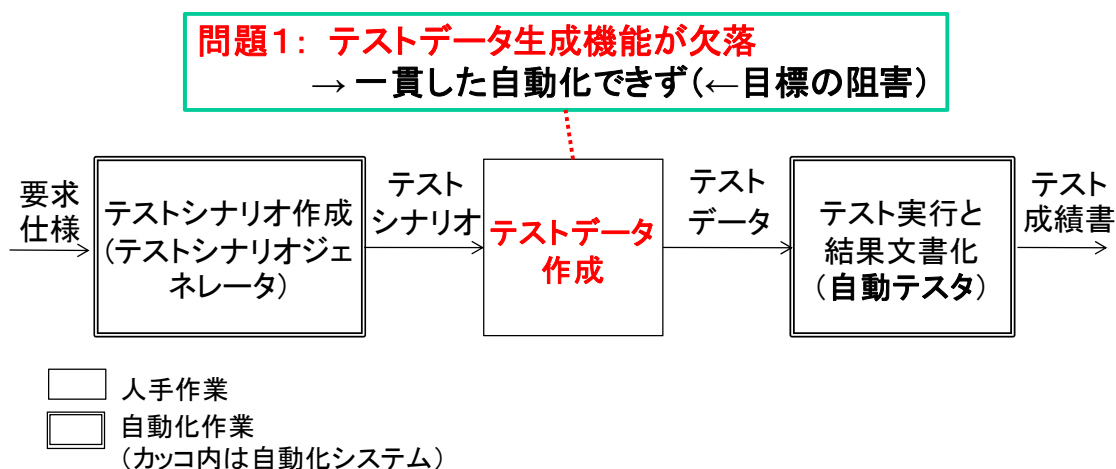 問題１： テストデータ生成機能が欠落
→ 一貫した自動化できず（←目標の阻害）
要求
仕様
テストシナリオ作成
(テストシナリオジェ
ネレータ)
テスト
シナリオ
テストデータ
作成
テスト
データ
テスト実行と
結果文書化
（自動テスタ）
テスト
成績書
人手作業
自動化作業
(カッコ内は自動化システム)